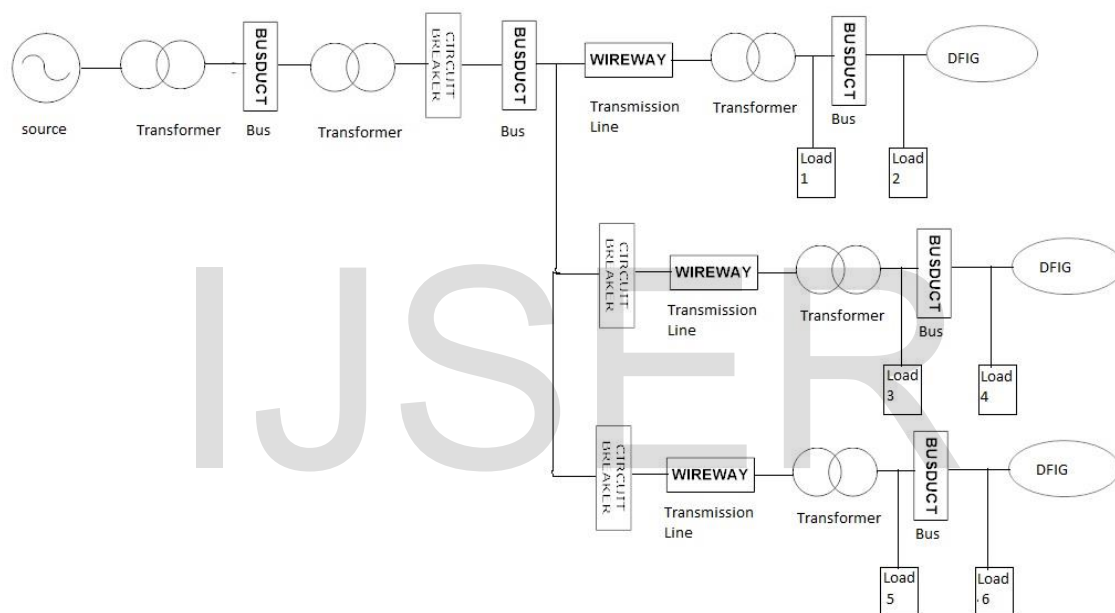 source
Transformer
BUSDUCT
Bus
Transformer
CIRCUIT
BREAKER
BUSDUCT
Bus
WIREWAY
Transmission
Line
Transformer
BUSDUCT
Bus
DFIG
Load
1
Load
2
CIRCUIT
BREAKER
WIREWAY
Transmission
Line
Transformer
BUSDUCT
Bus
DFIG
Load
3
Load
4
CIRCUIT
BREAKER
WIREWAY
Transmission
Line
Transformer
BUSDUCT
Bus
DFIG
Load
5
Load
6
IJSER